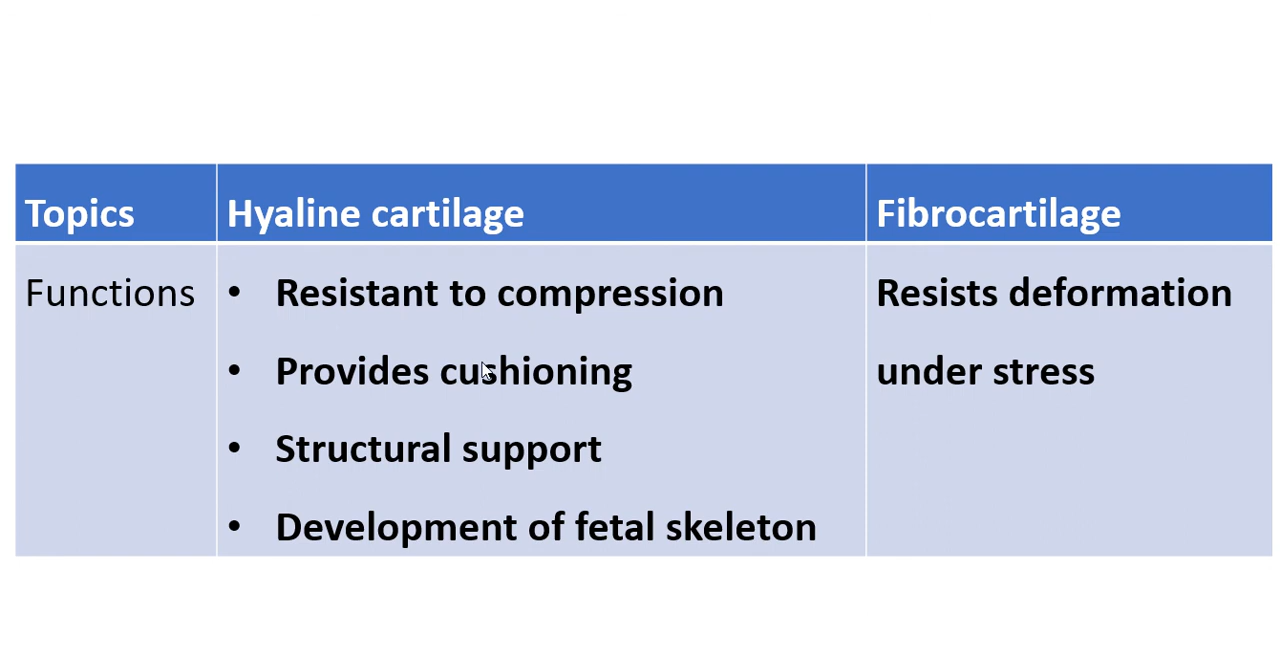 Topics Hyaline cartilage Fibrocartilage
Functions • Resistant to compression Resists deformation
• Provides cushioning under stress
• Structural support
• Development of fetal skeleton